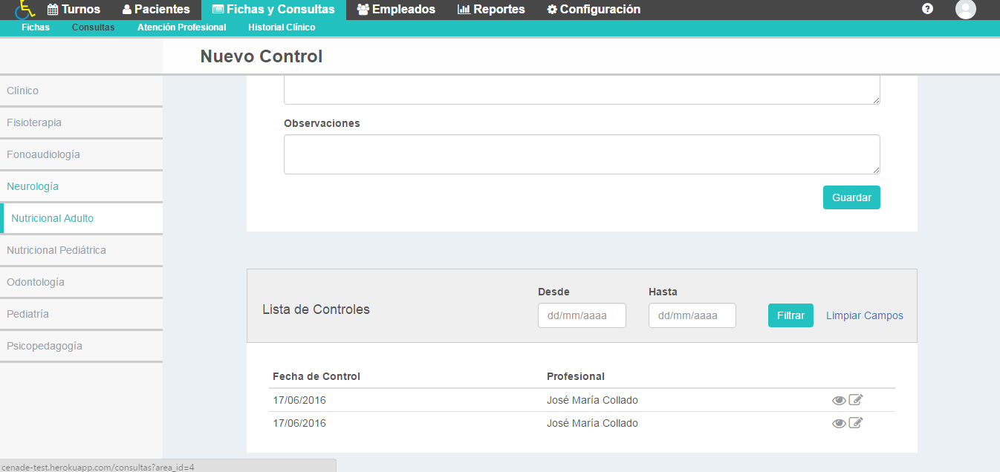 Turnos Pacientes Fichas y Consultas Empleados Reportes Configuración
Fichas Consultas Atención Profesional Historial Clínico
Nuevo Control
Clínico
Fisioterapia
Fonoaudiología
Neurología
Nutricional Adulto
Nutricional Pediátrica
Odontología
Pediatría
Psicopedagogía
Observaciones
Guardar
Lista de Controles
Desde Hasta
dd/mm/aaaa dd/mm/aaaa Filtrar Limpiar Campos
Fecha de Control Profesional
17/06/2016 José María Collado
17/06/2016 José María Collado
cenade-test.herokuapp.com/consultas?area_id=4